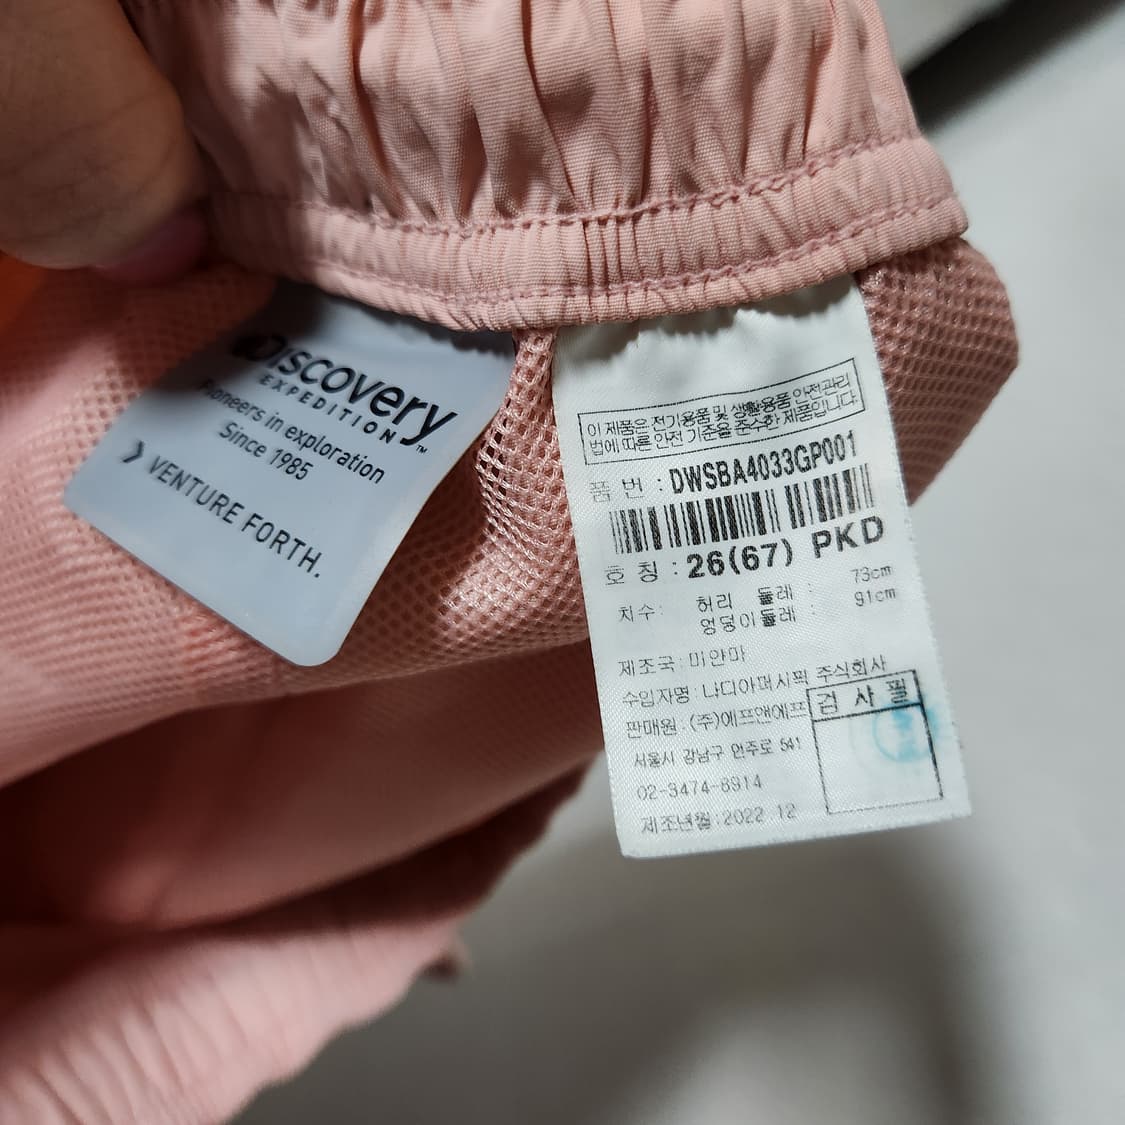 Discovery
EXPEDITION™
Pioneers in exploration
Since 1985
VENTURE FORTH.
이 제품은 전기용품 및 생활용품 안전관리
법에 따른 안전 기준을 준수한 제품입니다.
품 번 : DWSBA4033GP001
호 칭 : 26(67) PKD
치수: 허리 둘레 : 73cm
엉덩이둘레 : 91cm
제조국:미얀마
수입자명: 나디아퍼시픽 주식회사
판매원 :(주)에프앤에프
서울시 강남구 언주로 541
02-3474-6914
제조년월:2022 12
검 사 필